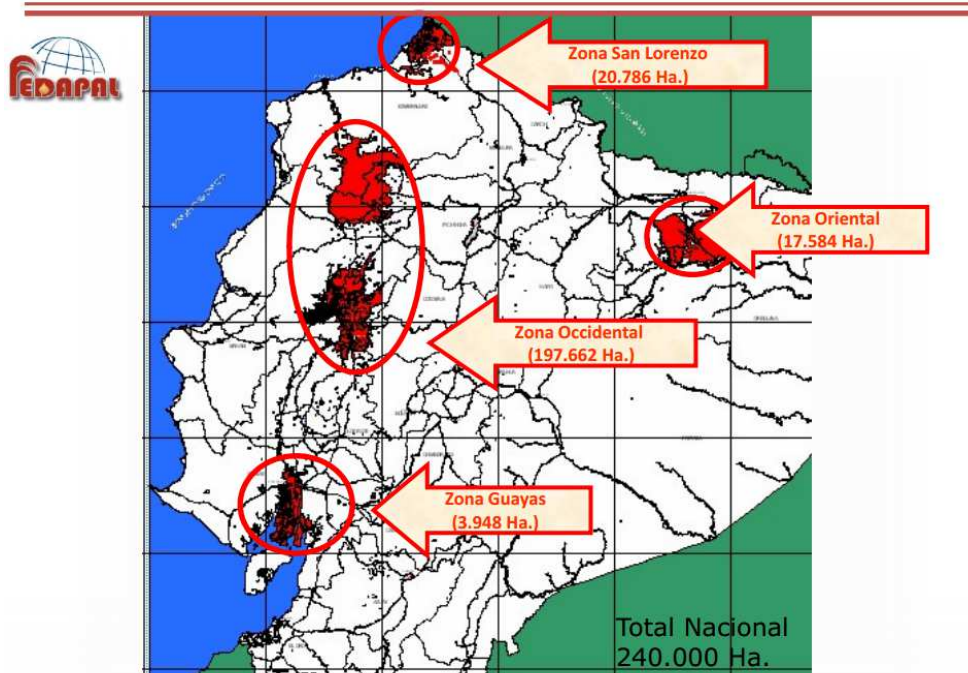 FEDAPAL
Zona San Lorenzo
(20.786 Ha.)
Zona Oriental
(17.584 Ha.)
Zona Occidental
(197.662 Ha.)
Zona Guayas
(3.948 Ha.)
Total Nacional
240.000 Ha.